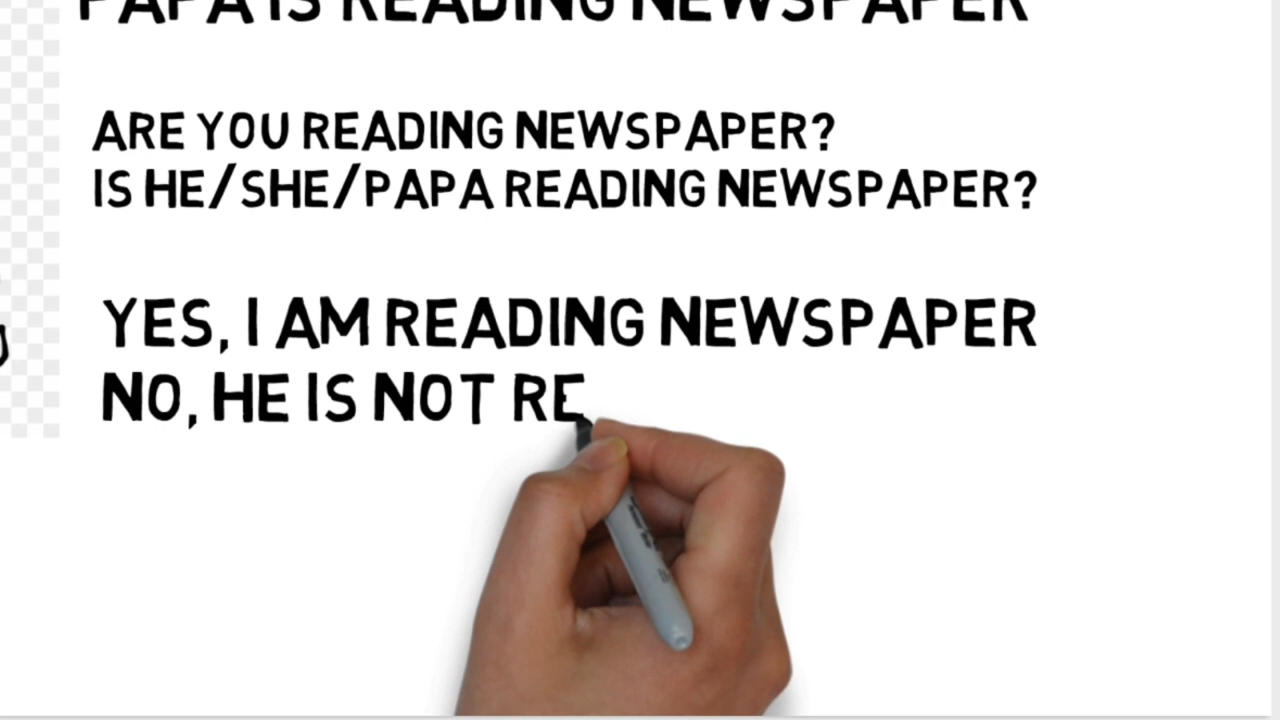 PAPA IS READING NEWSPAPER
ARE YOU READING NEWSPAPER?
IS HE/SHE/PAPA READING NEWSPAPER?
YES, I AM READING NEWSPAPER
NO, HE IS NOT RE